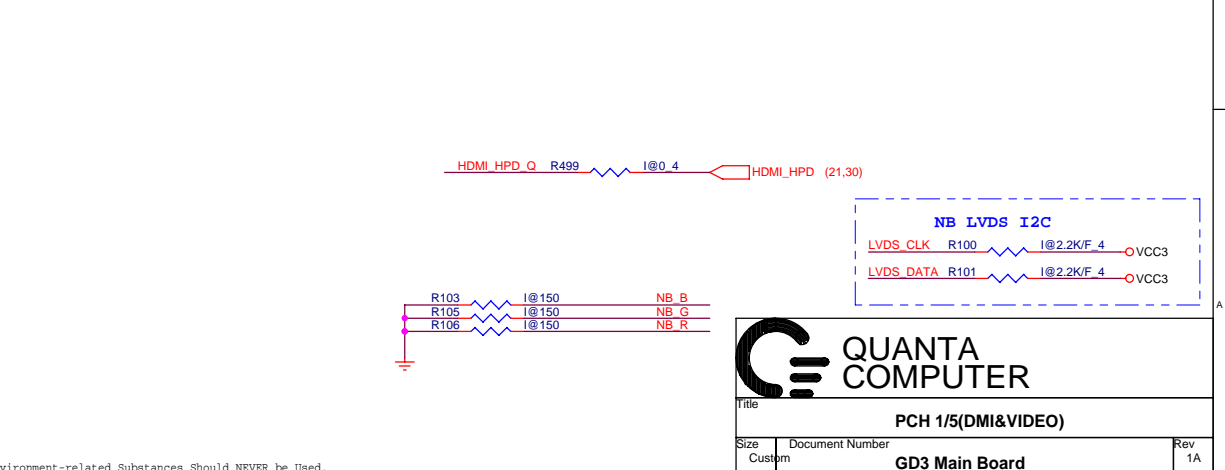 HDMI_HPD_Q R499 I@0_4 HDMI_HPD (21,30)
NB LVDS I2C
LVDS_CLK R100 I@2.2K/F_4 VCC3
LVDS_DATA R101 I@2.2K/F_4 VCC3
A
R103 I@150 NB_B
R105 I@150 NB_G
R106 I@150 NB_R
QUANTA
COMPUTER
Title
PCH 1/5(DMI&VIDEO)
Size Document Number Rev
Custom GD3 Main Board 1A
vironment-related Substances Should NEVER be Used.